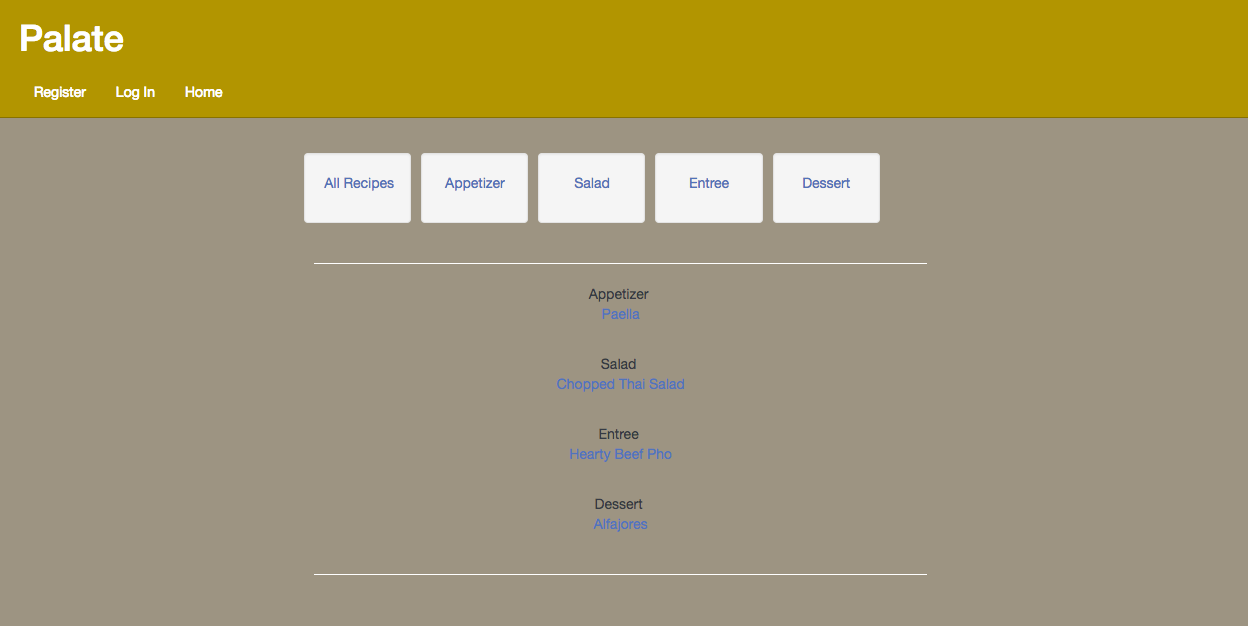 Palate
Register Log In Home
All Recipes Appetizer Salad Entree Dessert
Appetizer
Paella
Salad
Chopped Thai Salad
Entree
Hearty Beef Pho
Dessert
Alfajores